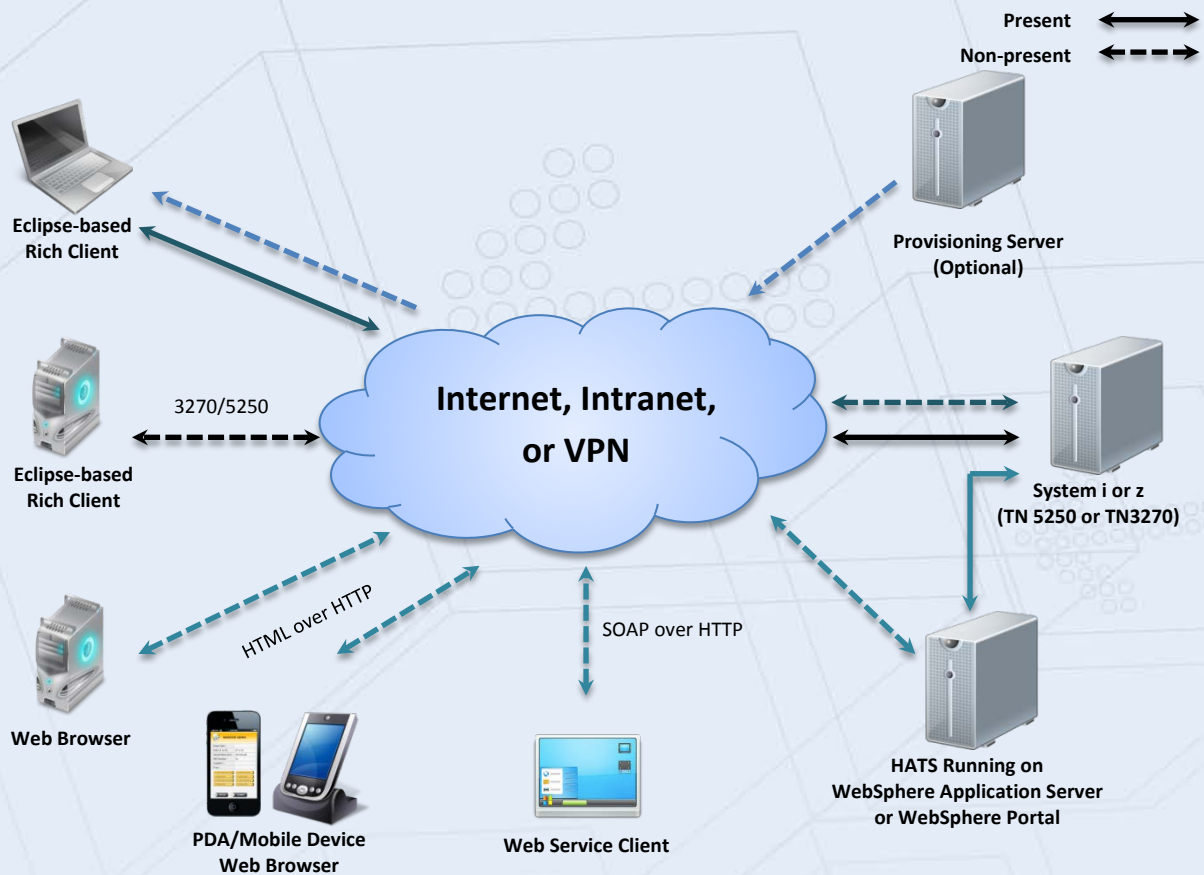 Present
Non-present
Eclipse-based
Rich Client
Provisioning Server
(Optional)
Internet, Intranet,
or VPN
3270/5250
Eclipse-based
Rich Client
System i or z
(TN 5250 or TN3270)
HTML over HTTP
SOAP over HTTP
Web Browser
HATS Running on
WebSphere Application Server
or WebSphere Portal
PDA/Mobile Device
Web Browser
Web Service Client